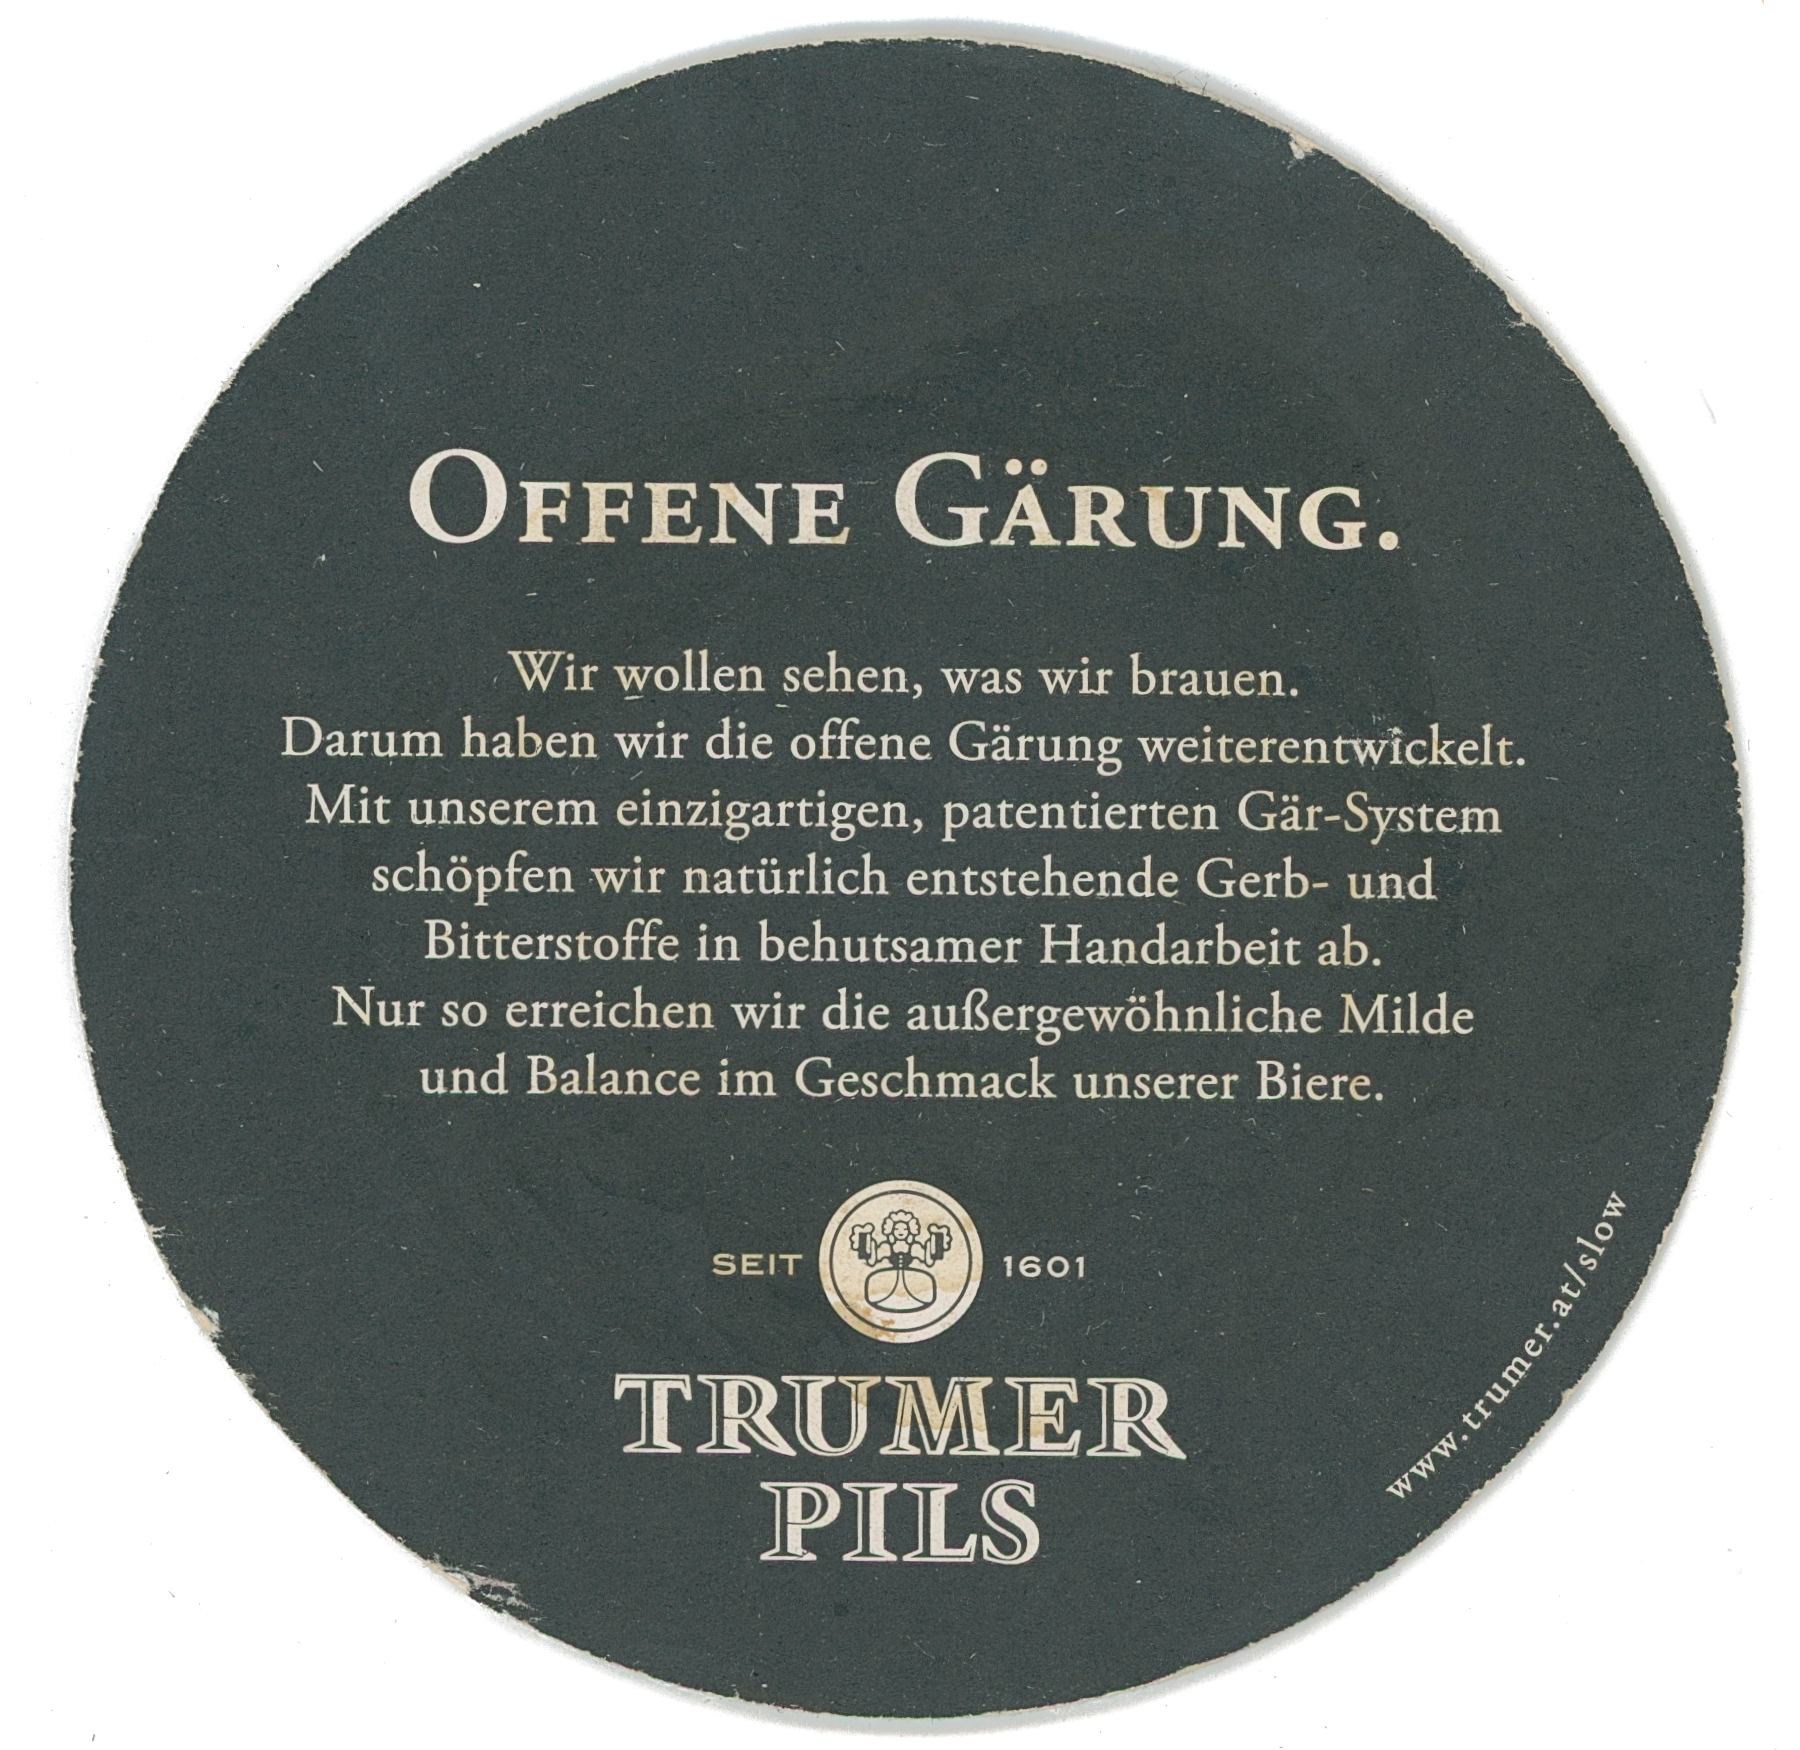 OFFENE GÄRUNG.
Wir wollen sehen, was wir brauen.
Darum haben wir die offene Gärung weiterentwickelt.
Mit unserem einzigartigen, patentierten Gär-System
schöpfen wir natürlich entstehende Gerb- und
Bitterstoffe in behutsamer Handarbeit ab.
Nur so erreichen wir die außergewöhnliche Milde
und Balance im Geschmack unserer Biere.
SEIT 1601
TRUMER
PILS
www.trumer.at/slow